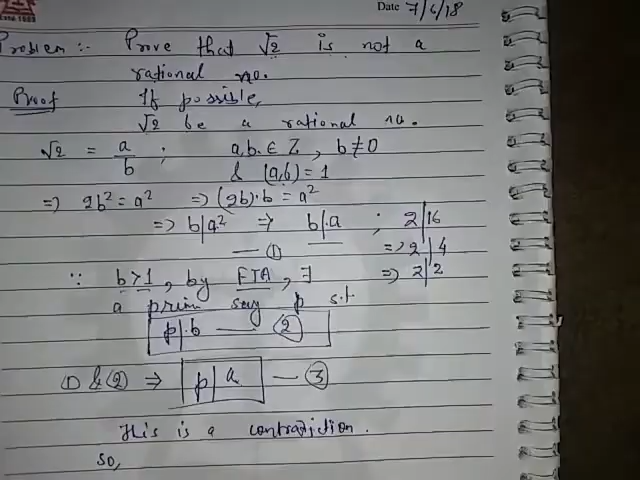 Date 7/6/18
Problem :- Prove that √2 is not a
rational no.
Proof If possible,
√2 be a rational no.
√2 = a/b ; a,b ∈ Z, b≠0
& (a,b) = 1
=> 2b² = a² => (2b)·b = a²
=> b|a² => b|a ; 2|16
— ① => 2|4
∵ b>1, by FTA, ∃ => 2|2
a prim say p s.t.
p|b — ②
① & ② => p|a — ③
This is a contradiction.
so,